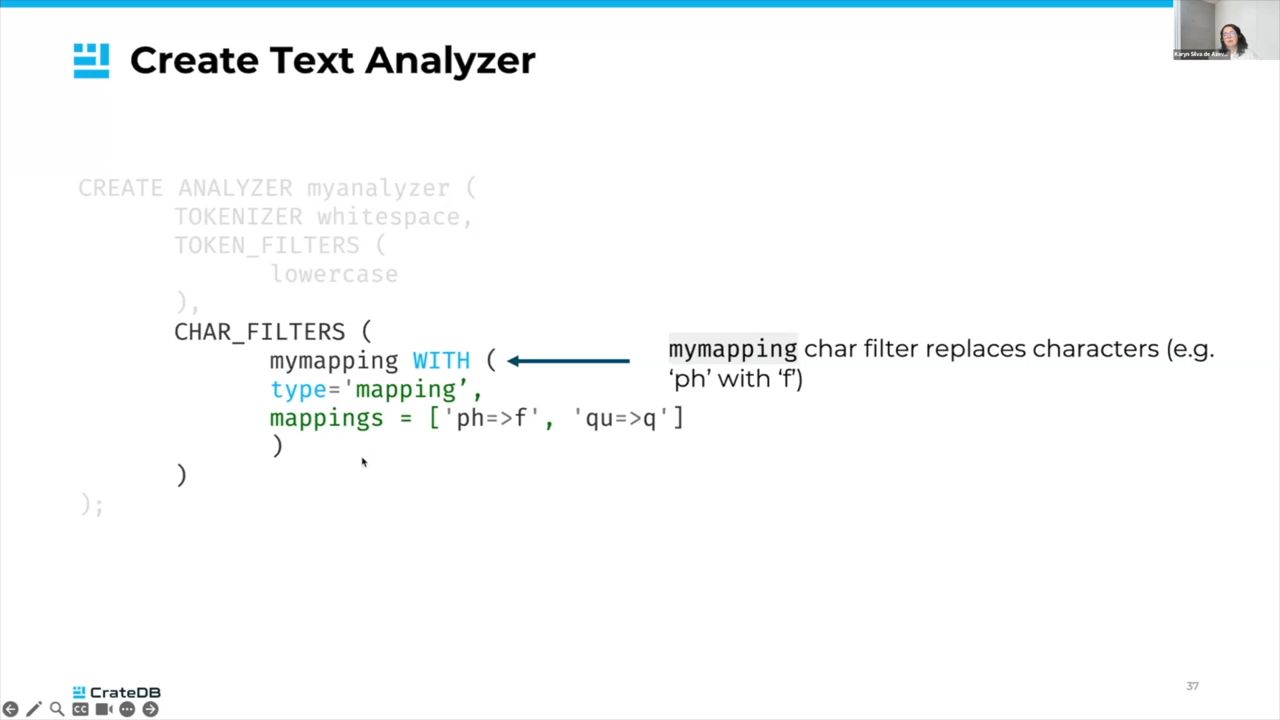 Create Text Analyzer
CREATE ANALYZER myanalyzer (
TOKENIZER whitespace,
TOKEN_FILTERS (
lowercase
),
CHAR_FILTERS (
mymapping WITH (
type='mapping’,
mappings = ['ph=>f', 'qu=>q']
)
)
);
mymapping char filter replaces characters (e.g.
‘ph’ with ‘f’)
CrateDB
37
CC